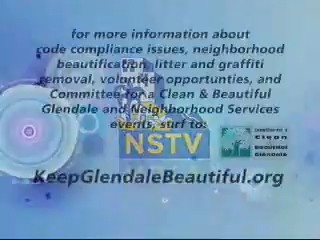 for more information about
code compliance issues, neighborhood
beautification, litter and graffiti
removal, volunteer opportunties, and
Committee for a Clean & Beautiful
Glendale and Neighborhood Services
events, surf to:
NSTV
Clean
Beautiful
Glendale
KeepGlendaleBeautiful.org